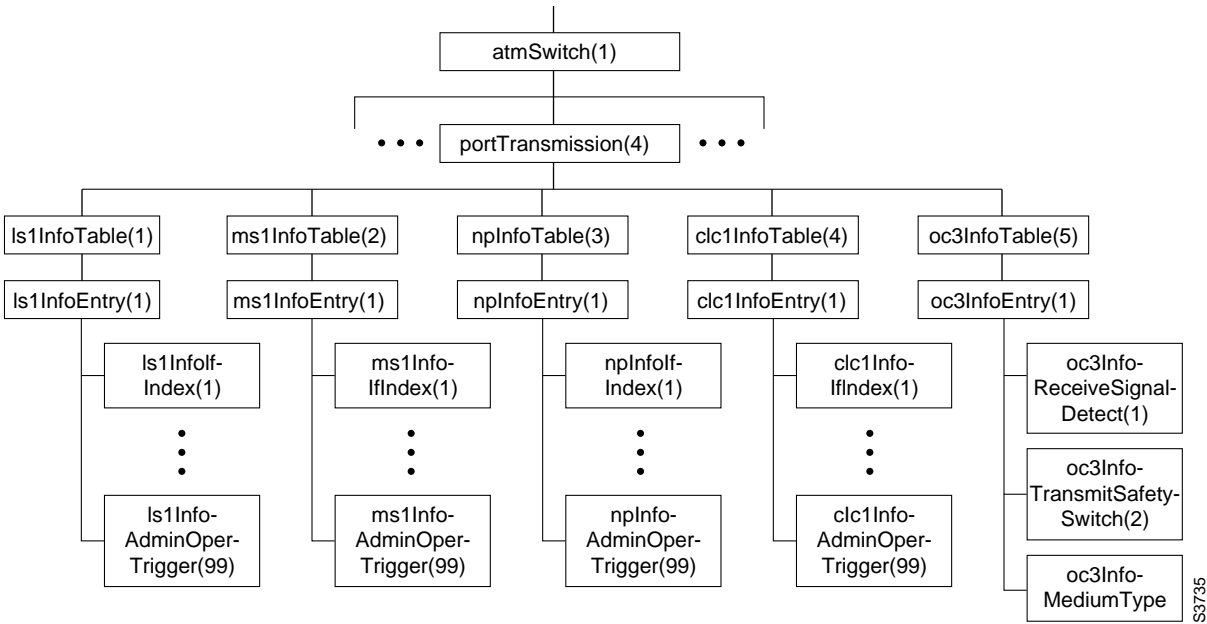 atmSwitch(1)
portTransmission(4)
ls1InfoTable(1)
ms1InfoTable(2)
npInfoTable(3)
clc1InfoTable(4)
oc3InfoTable(5)
ls1InfoEntry(1)
ms1InfoEntry(1)
npInfoEntry(1)
clc1InfoEntry(1)
oc3InfoEntry(1)
ls1InfoIf-
Index(1)
ms1Info-
IfIndex(1)
npInfoIf-
Index(1)
clc1Info-
IfIndex(1)
oc3Info-
ReceiveSignal-
Detect(1)
ls1Info-
AdminOper-
Trigger(99)
ms1Info-
AdminOper-
Trigger(99)
npInfo-
AdminOper-
Trigger(99)
clc1Info-
AdminOper-
Trigger(99)
oc3Info-
TransmitSafety-
Switch(2)
oc3Info-
MediumType
S3735